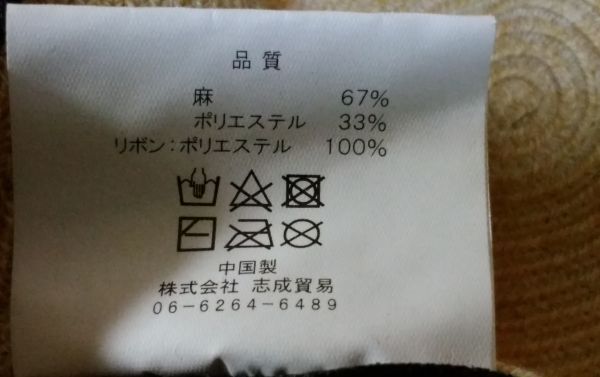 品質
麻 67%
ポリエステル 33%
リボン:ポリエステル 100%
中国製
株式会社 志成貿易
06-6264-6489